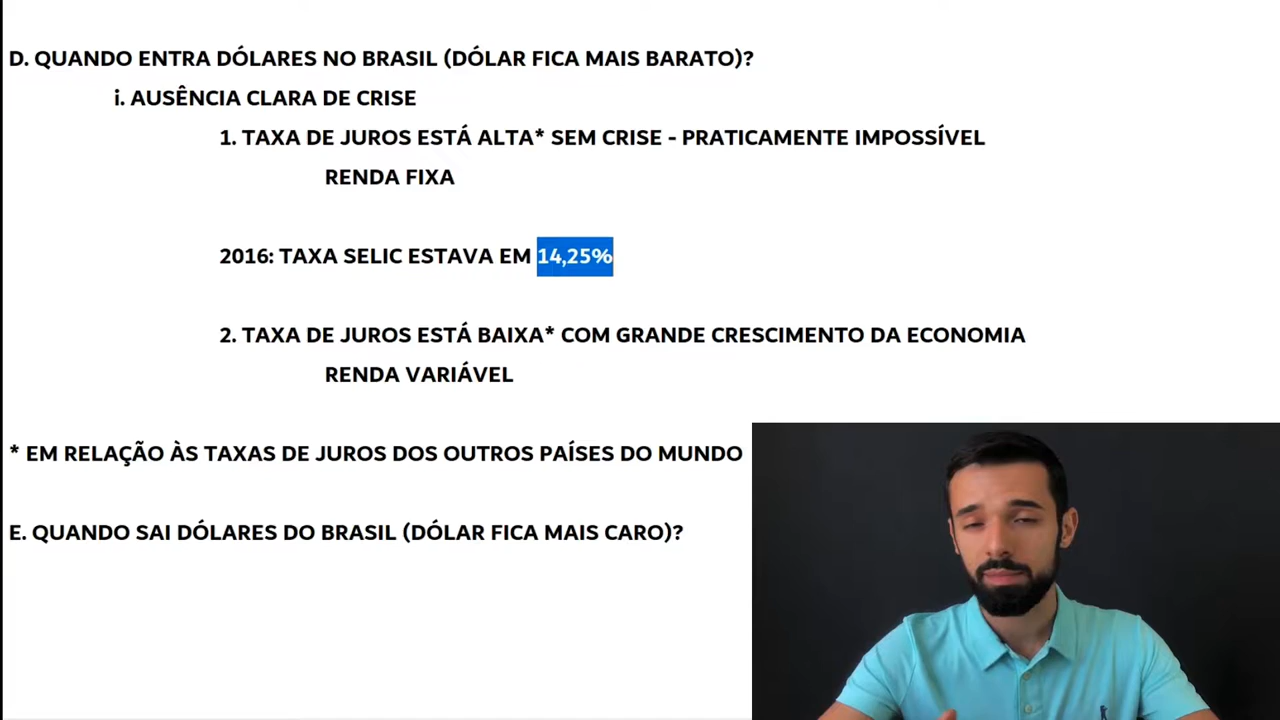 D. QUANDO ENTRA DÓLARES NO BRASIL (DÓLAR FICA MAIS BARATO)?
i. AUSÊNCIA CLARA DE CRISE
1. TAXA DE JUROS ESTÁ ALTA* SEM CRISE - PRATICAMENTE IMPOSSÍVEL
RENDA FIXA
2016: TAXA SELIC ESTAVA EM 14,25%
2. TAXA DE JUROS ESTÁ BAIXA* COM GRANDE CRESCIMENTO DA ECONOMIA
RENDA VARIÁVEL
* EM RELAÇÃO ÀS TAXAS DE JUROS DOS OUTROS PAÍSES DO MUNDO
E. QUANDO SAI DÓLARES DO BRASIL (DÓLAR FICA MAIS CARO)?